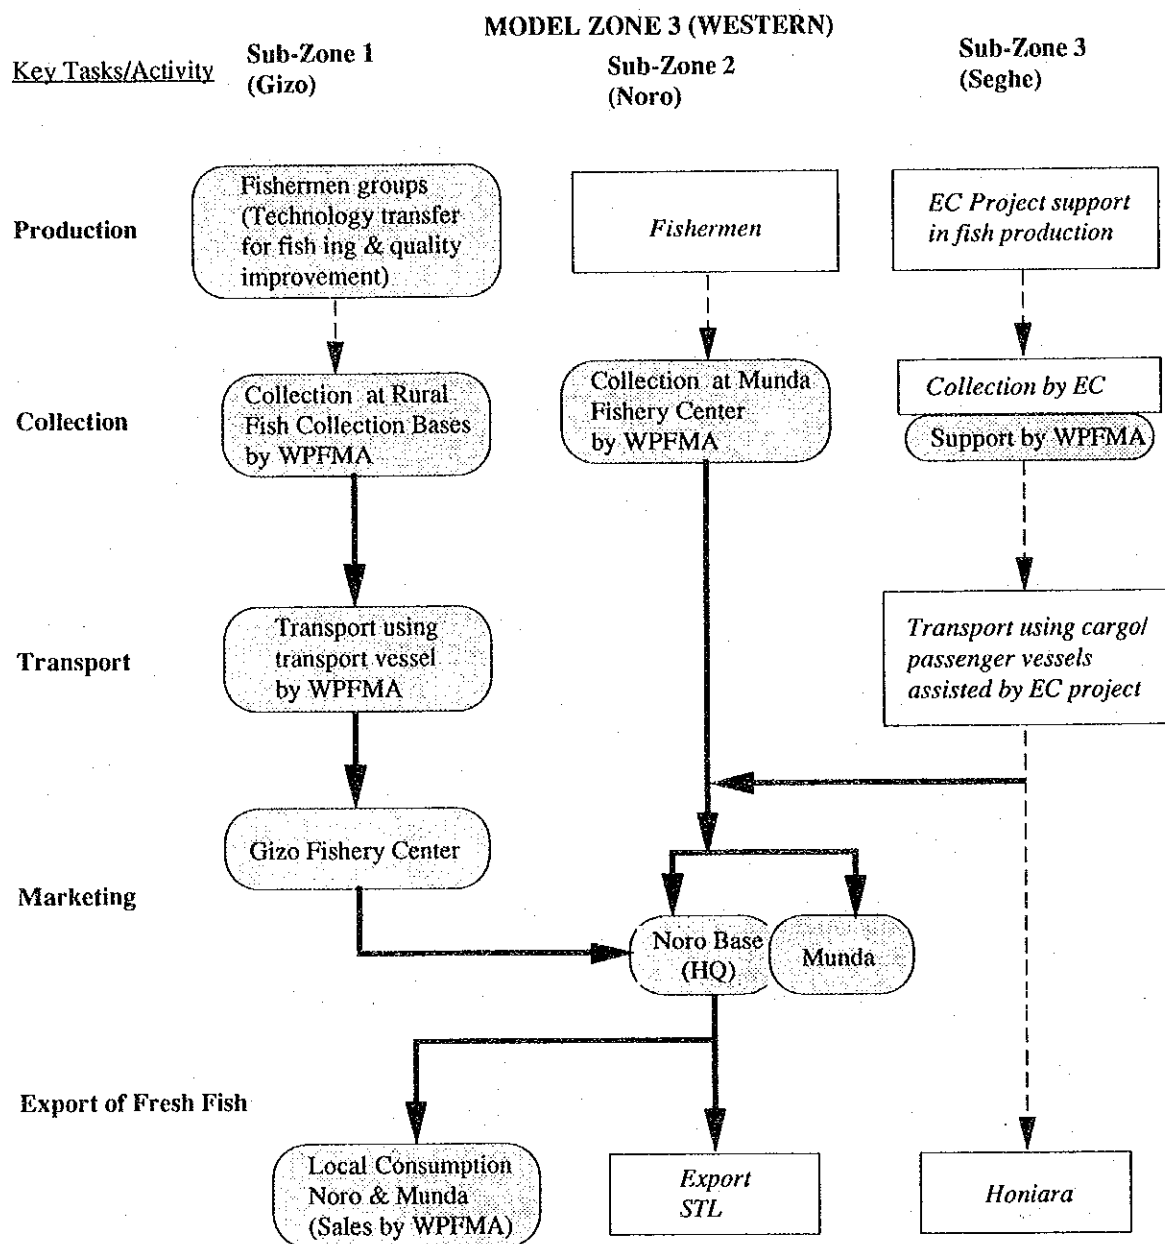 MODEL ZONE 3 (WESTERN)
Key Tasks/Activity
Sub-Zone 1
(Gizo)
Sub-Zone 2
(Noro)
Sub-Zone 3
(Seghe)
Production
Fishermen groups
(Technology transfer
for fish ing & quality
improvement)
Fishermen
EC Project support
in fish production
Collection
Collection at Rural
Fish Collection Bases
by WPFMA
Collection at Munda
Fishery Center
by WPFMA
Collection by EC
Support by WPFMA
Transport
Transport using
transport vessel
by WPFMA
Transport using cargo/
passenger vessels
assisted by EC project
Marketing
Gizo Fishery Center
Noro Base
(HQ)
Munda
Export of Fresh Fish
Local Consumption
Noro & Munda
(Sales by WPFMA)
Export
STL
Honiara